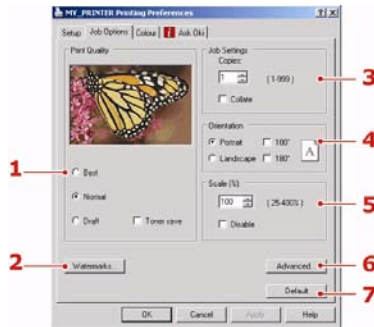 MY_PRINTER Printing Preferences
Setup Job Options Colour Ask Oki
Print Quality
Job Settings
Copies:
1 (1-999)
3
Collate
Orientation
Portrait 100°
4
Landscape 180°
A
1
Best
Normal
Draft Toner save
Scale (%)
100 (25-400%)
5
Disable
2
Watermarks...
Advanced...
6
Default
7
OK Cancel Apply Help